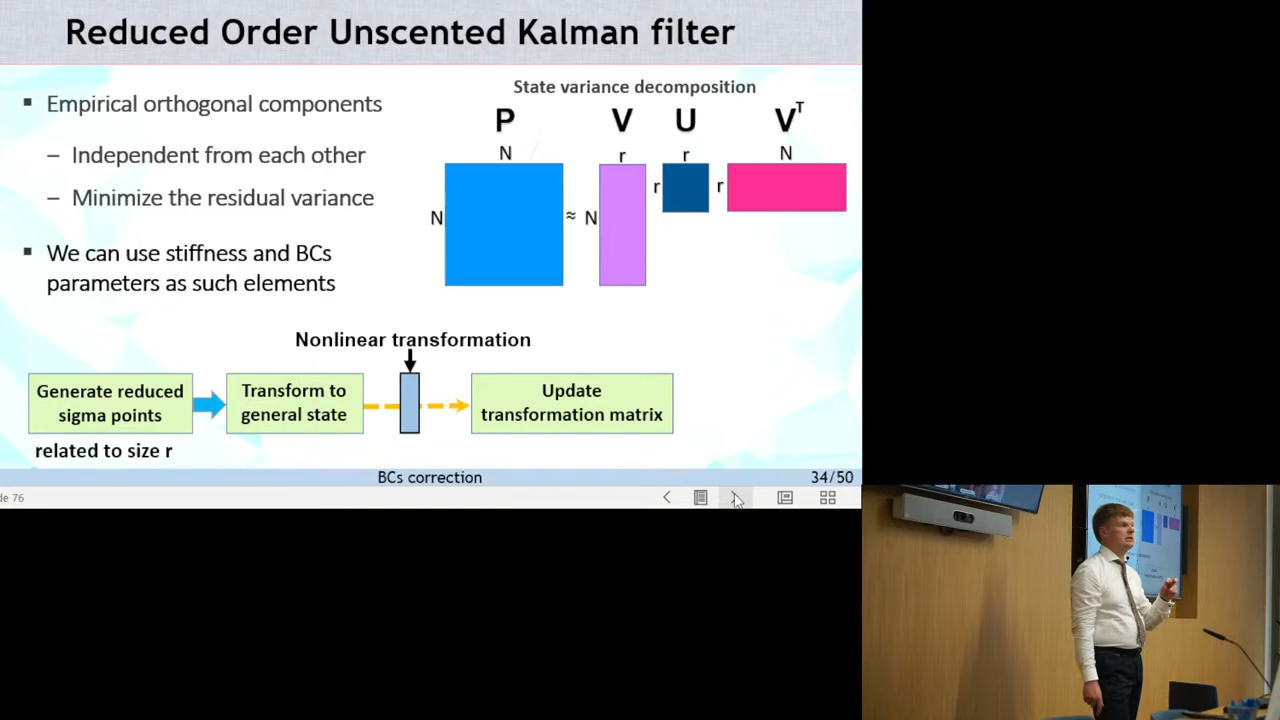 Reduced Order Unscented Kalman filter
Empirical orthogonal components
– Independent from each other
– Minimize the residual variance
We can use stiffness and BCs
parameters as such elements
State variance decomposition
P V U V^T
N r r N
N ≈ N r r
Nonlinear transformation
Generate reduced
sigma points
Transform to
general state
Update
transformation matrix
related to size r
BCs correction 34/50
de 76